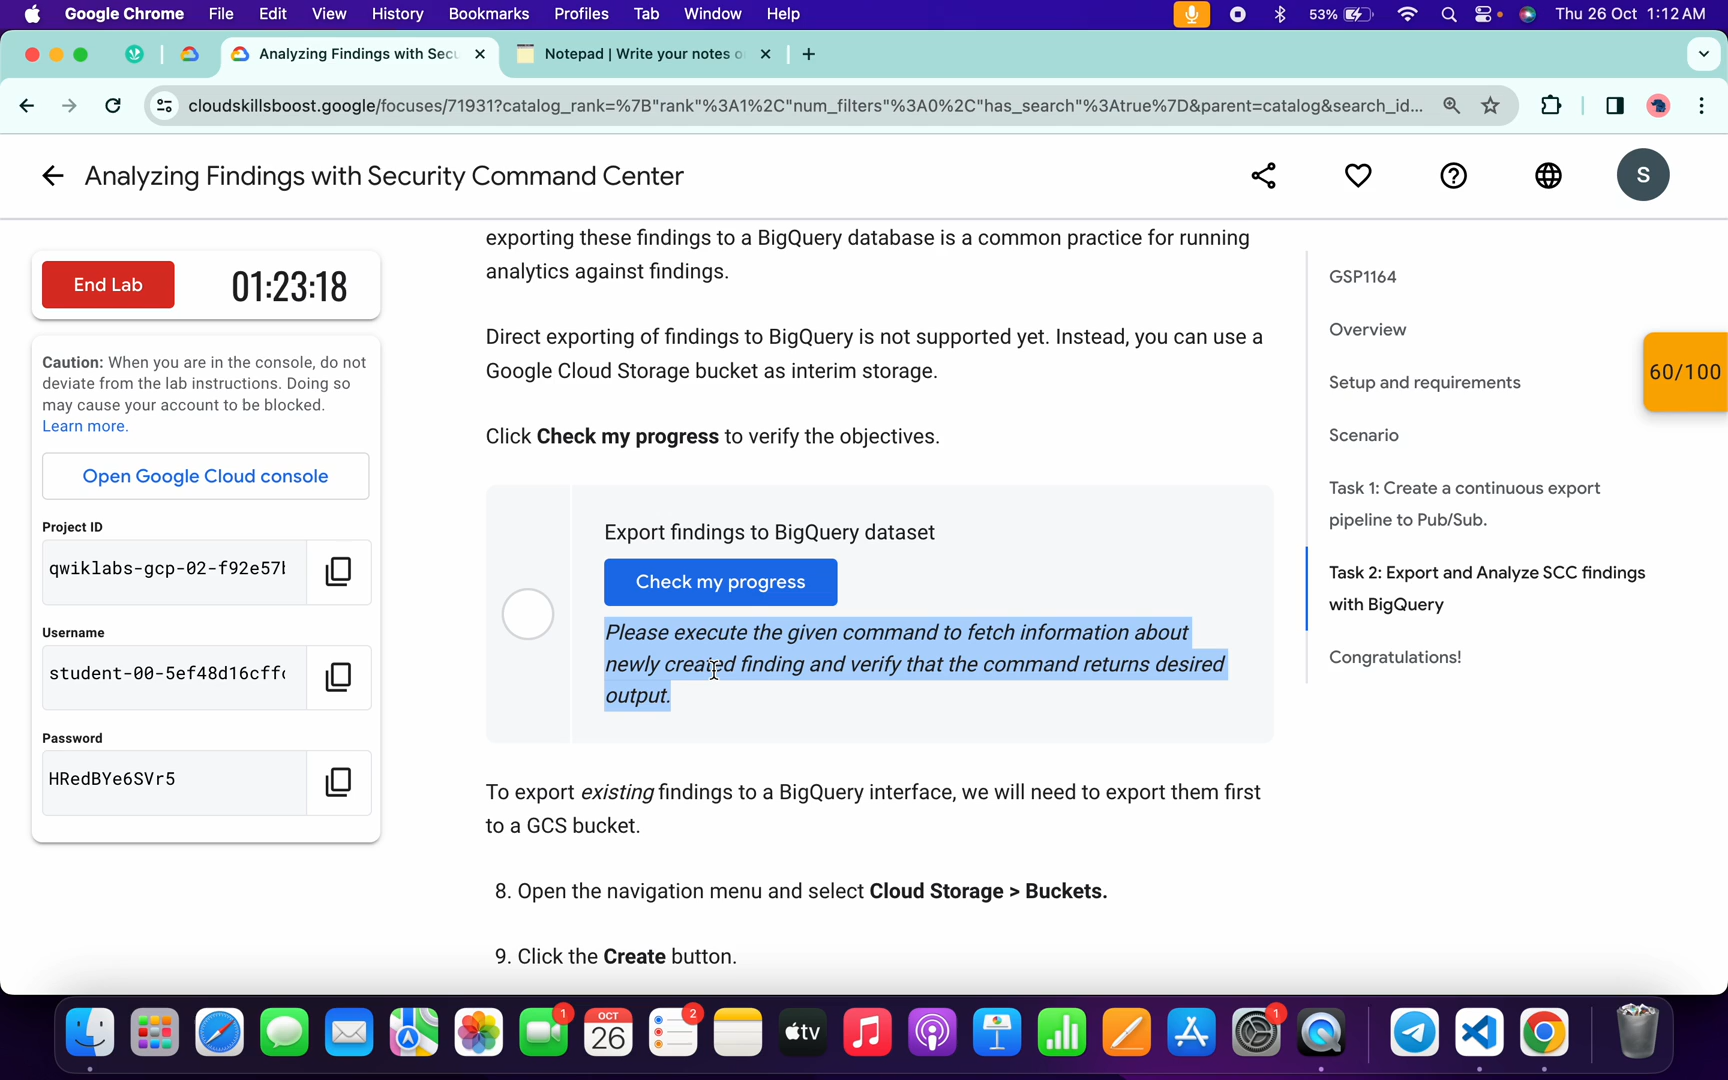 Google Chrome File Edit View History Bookmarks Profiles Tab Window Help 53% Thu 26 Oct 1:12 AM
Analyzing Findings with Secu Notepad | Write your notes o
cloudskillsboost.google/focuses/71931?catalog_rank=%7B"rank"%3A1%2C"num_filters"%3A0%2C"has_search"%3Atrue%7D&parent=catalog&search_id...
Analyzing Findings with Security Command Center
S
End Lab 01:23:18
Caution: When you are in the console, do not
deviate from the lab instructions. Doing so
may cause your account to be blocked.
Learn more.
Open Google Cloud console
Project ID
qwiklabs-gcp-02-f92e57b
Username
student-00-5ef48d16cff
Password
HRedBYe6SVr5
exporting these findings to a BigQuery database is a common practice for running
analytics against findings.
Direct exporting of findings to BigQuery is not supported yet. Instead, you can use a
Google Cloud Storage bucket as interim storage.
Click Check my progress to verify the objectives.
Export findings to BigQuery dataset
Check my progress
Please execute the given command to fetch information about
newly created finding and verify that the command returns desired
output.
To export existing findings to a BigQuery interface, we will need to export them first
to a GCS bucket.
8. Open the navigation menu and select Cloud Storage > Buckets.
9. Click the Create button.
GSP1164
Overview
Setup and requirements
Scenario
Task 1: Create a continuous export
pipeline to Pub/Sub.
Task 2: Export and Analyze SCC findings
with BigQuery
Congratulations!
60/100
1
OCT
26
2
tv
1